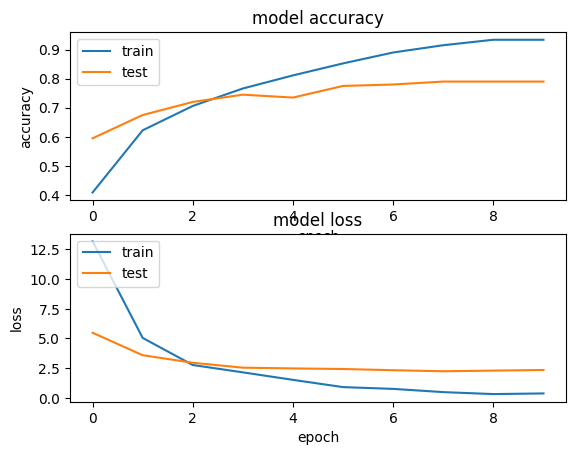 model accuracy
0.9
0.8
0.7
0.6
0.5
0.4
accuracy
train
test
0 2 4 6 8
epoch
model loss
12.5
10.0
7.5
5.0
2.5
0.0
loss
train
test
0 2 4 6 8
epoch